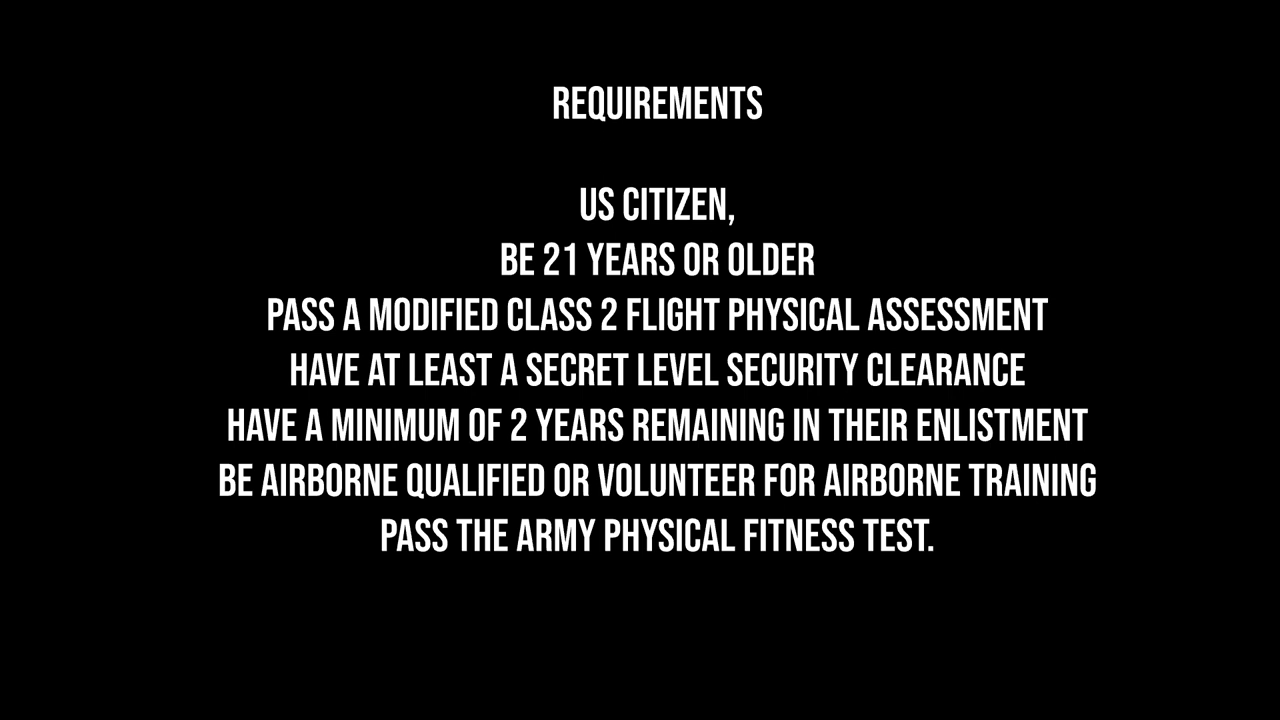 REQUIREMENTS
US CITIZEN,
BE 21 YEARS OR OLDER
PASS A MODIFIED CLASS 2 FLIGHT PHYSICAL ASSESSMENT
HAVE AT LEAST A SECRET LEVEL SECURITY CLEARANCE
HAVE A MINIMUM OF 2 YEARS REMAINING IN THEIR ENLISTMENT
BE AIRBORNE QUALIFIED OR VOLUNTEER FOR AIRBORNE TRAINING
PASS THE ARMY PHYSICAL FITNESS TEST.